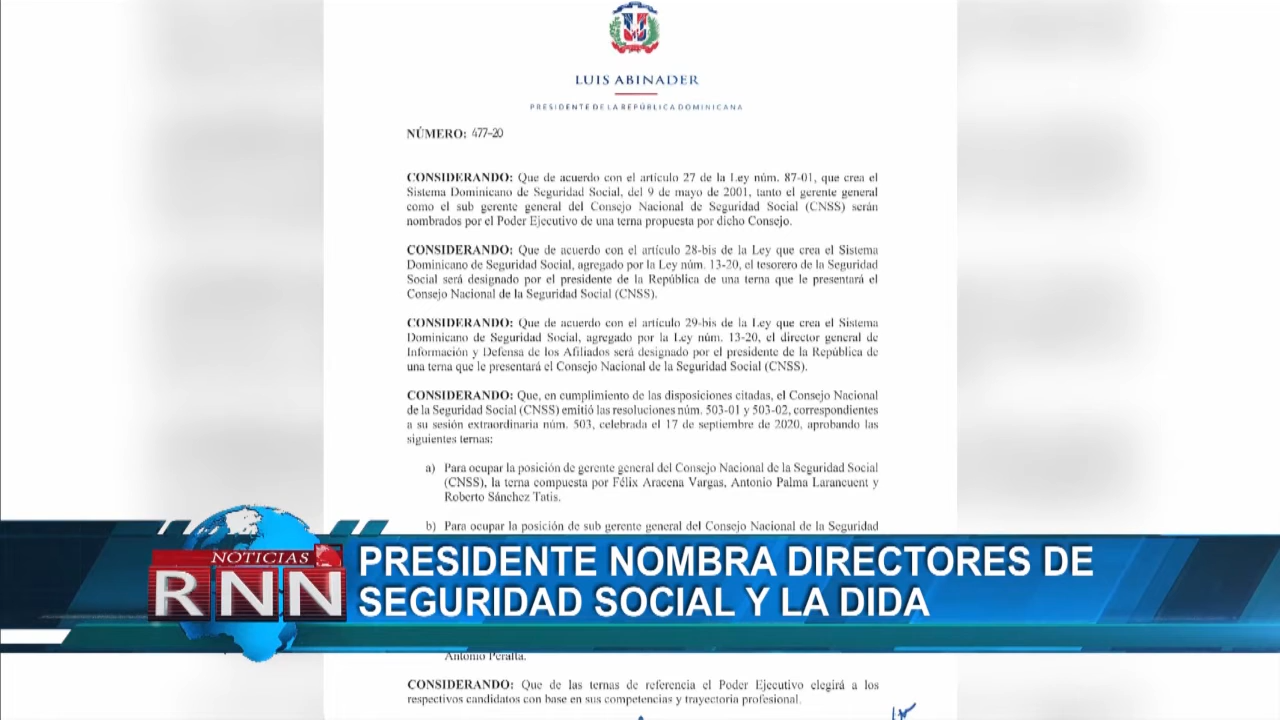 LUIS ABINADER
PRESIDENTE DE LA REPÚBLICA DOMINICANA
NÚMERO: 477-20
CONSIDERANDO: Que de acuerdo con el artículo 27 de la Ley núm. 87-01, que crea el
Sistema Dominicano de Seguridad Social, del 9 de mayo de 2001, tanto el gerente general
como el sub gerente general del Consejo Nacional de Seguridad Social (CNSS) serán
nombrados por el Poder Ejecutivo de una terna propuesta por dicho Consejo.
CONSIDERANDO: Que de acuerdo con el artículo 28-bis de la Ley que crea el Sistema
Dominicano de Seguridad Social, agregado por la Ley núm. 13-20, el tesorero de la Seguridad
Social será designado por el presidente de la República de una terna que le presentará el
Consejo Nacional de la Seguridad Social (CNSS).
CONSIDERANDO: Que de acuerdo con el artículo 29-bis de la Ley que crea el Sistema
Dominicano de Seguridad Social, agregado por la Ley núm. 13-20, el director general de
Información y Defensa de los Afiliados será designado por el presidente de la República de
una terna que le presentará el Consejo Nacional de la Seguridad Social (CNSS).
CONSIDERANDO: Que, en cumplimiento de las disposiciones citadas, el Consejo Nacional
de la Seguridad Social (CNSS) emitió las resoluciones núm. 503-01 y 503-02, correspondientes
a su sesión extraordinaria núm. 503, celebrada el 17 de septiembre de 2020, aprobando las
siguientes ternas:
a) Para ocupar la posición de gerente general del Consejo Nacional de la Seguridad Social
(CNSS), la terna compuesta por Félix Aracena Vargas, Antonio Palma Larancuent y
Roberto Sánchez Tatis.
b) Para ocupar la posición de sub gerente general del Consejo Nacional de la Seguridad
NOTICIAS
RNN
PRESIDENTE NOMBRA DIRECTORES DE
SEGURIDAD SOCIAL Y LA DIDA
Antonio Peralta.
CONSIDERANDO: Que de las ternas de referencia el Poder Ejecutivo elegirá a los
respectivos candidatos con base en sus competencias y trayectoria profesional.